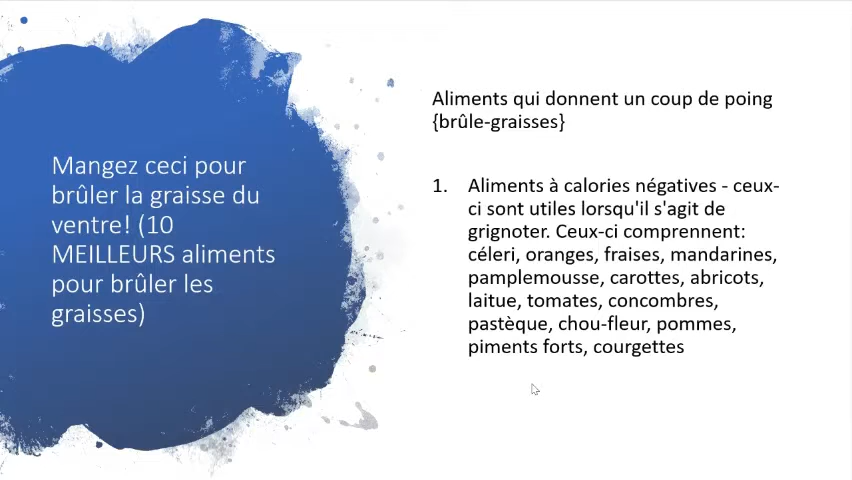 Mangez ceci pour
brûler la graisse du
ventre! (10
MEILLEURS aliments
pour brûler les
graisses)
Aliments qui donnent un coup de poing
{brûle-graisses}
1. Aliments à calories négatives - ceux-
ci sont utiles lorsqu'il s'agit de
grignoter. Ceux-ci comprennent:
céleri, oranges, fraises, mandarines,
pamplemousse, carottes, abricots,
laitue, tomates, concombres,
pastèque, chou-fleur, pommes,
piments forts, courgettes